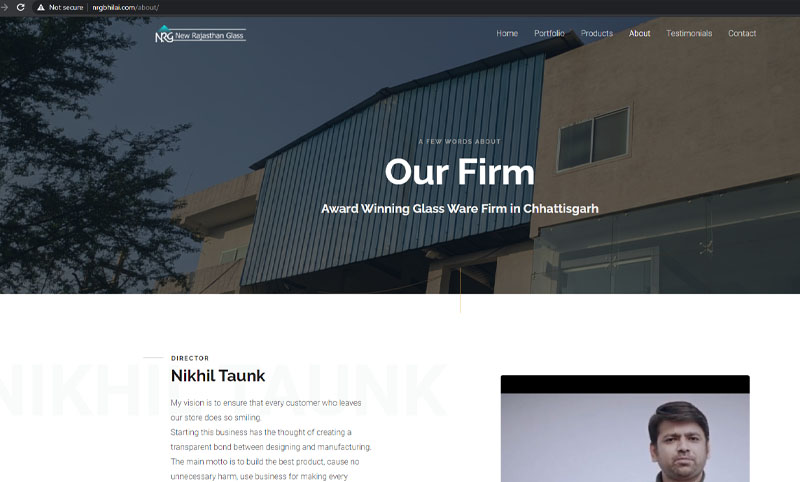 Not secure | nrgbhilai.com/about/
NRG New Rajasthan Glass
Home Portfolio Products About Testimonials Contact
A FEW WORDS ABOUT
Our Firm
Award Winning Glass Ware Firm in Chhattisgarh
NIKHIL TAUNK
DIRECTOR
Nikhil Taunk
My vision is to ensure that every customer who leaves
our store does so smiling.
Starting this business has the thought of creating a
transparent bond between designing and manufacturing.
The main motto is to build the best product, cause no
unnecessary harm, use business for making every